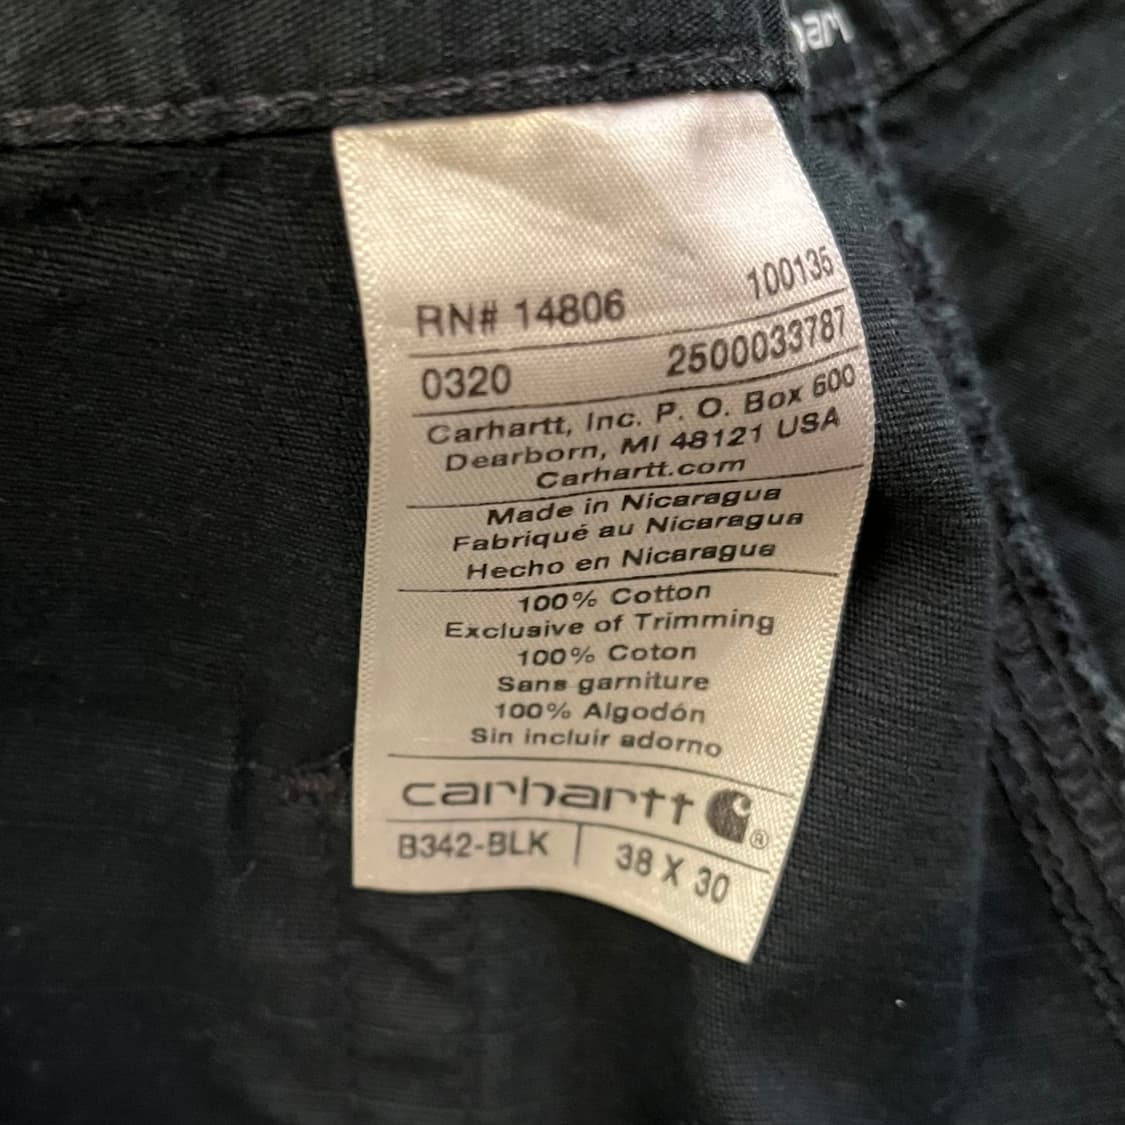 RN# 14806 100135
0320 2500033787
Carhartt, Inc. P. O. Box 600
Dearborn, MI 48121 USA
Carhartt.com
Made in Nicaragua
Fabriqué au Nicaragua
Hecho en Nicaragua
100% Cotton
Exclusive of Trimming
100% Coton
Sans garniture
100% Algodón
Sin incluir adorno
carhartt ®
B342-BLK | 38 X 30